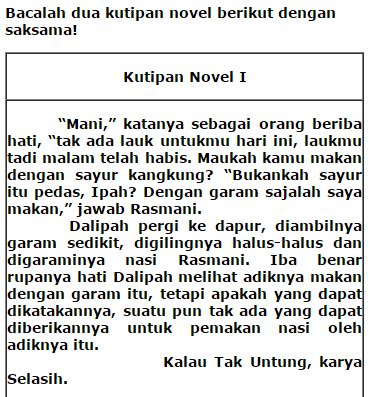 Bacalah dua kutipan novel berikut dengan
saksama!
Kutipan Novel I
“Mani,” katanya sebagai orang beriba
hati, “tak ada lauk untukmu hari ini, laukmu
tadi malam telah habis. Maukah kamu makan
dengan sayur kangkung? “Bukankah sayur
itu pedas, Ipah? Dengan garam sajalah saya
makan,” jawab Rasmani.
Dalipah pergi ke dapur, diambilnya
garam sedikit, digilingnya halus-halus dan
digaraminya nasi Rasmani. Iba benar
rupanya hati Dalipah melihat adiknya makan
dengan garam itu, tetapi apakah yang dapat
dikatakannya, suatu pun tak ada yang dapat
diberikannya untuk pemakan nasi oleh
adiknya itu.
Kalau Tak Untung, karya
Selasih.